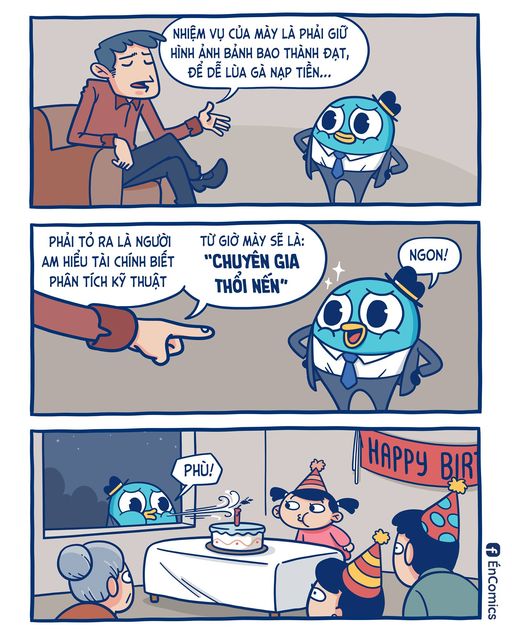 NHIỆM VỤ CỦA MÀY LÀ PHẢI GIỮ
HÌNH ẢNH BẢNH BAO THÀNH ĐẠT,
ĐỂ DỄ LÙA GÀ NẠP TIỀN...
PHẢI TỎ RA LÀ NGƯỜI
AM HIỂU TÀI CHÍNH BIẾT
PHÂN TÍCH KỸ THUẬT
TỪ GIỜ MÀY SẼ LÀ:
"CHUYÊN GIA
THỔI NẾN"
NGON!
PHÙ!
HAPPY BIRT
ÉnComics